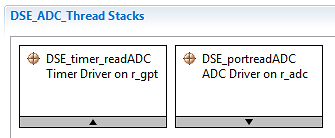 DSE_ADC_Thread Stacks
DSE_timer_readADC
Timer Driver on r_gpt
DSE_portreadADC
ADC Driver on r_adc